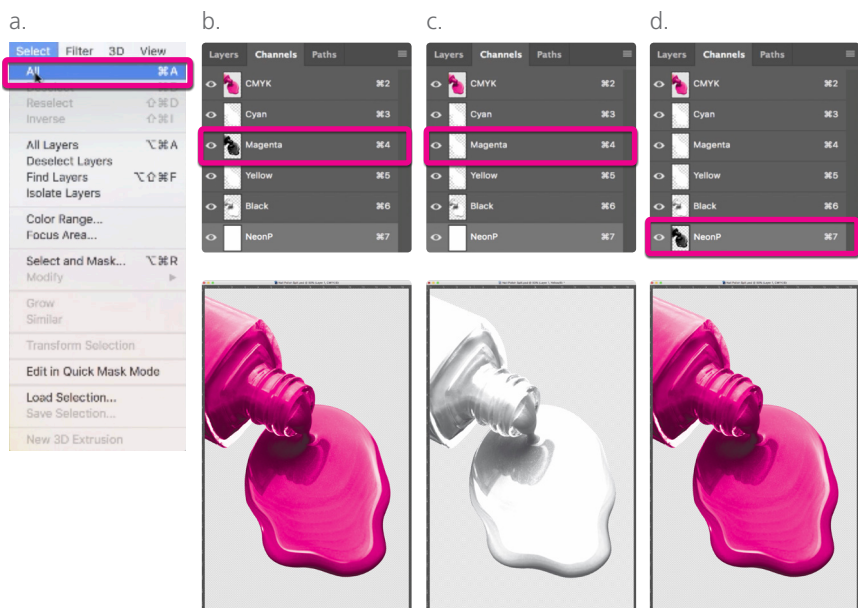 a.
b.
c.
d.
Select Filter 3D View
All ⌘A
Reselect ⇧⌘D
Inverse ⇧⌘I
All Layers ⌥⌘A
Deselect Layers
Find Layers ⌥⇧⌘F
Isolate Layers
Color Range...
Focus Area...
Select and Mask... ⌥⌘R
Modify ▶
Grow
Similar
Transform Selection
Edit in Quick Mask Mode
Load Selection...
Save Selection...
New 3D Extrusion
Layers Channels Paths
CMYK ⌘2
Cyan ⌘3
Magenta ⌘4
Yellow ⌘5
Black ⌘6
NeonP ⌘7
Layers Channels Paths
CMYK ⌘2
Cyan ⌘3
Magenta ⌘4
Yellow ⌘5
Black ⌘6
NeonP ⌘7
Layers Channels Paths
CMYK ⌘2
Cyan ⌘3
Magenta ⌘4
Yellow ⌘5
Black ⌘6
NeonP ⌘7